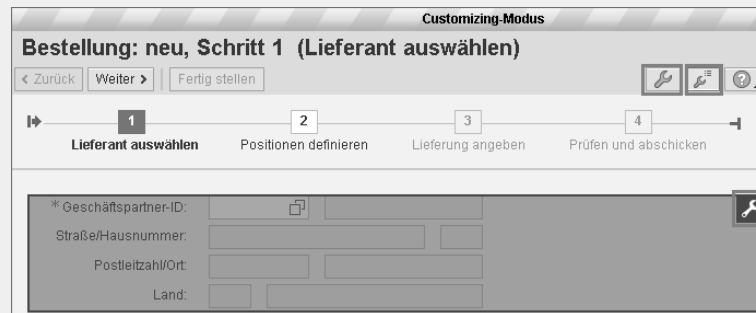 Customizing-Modus
Bestellung: neu, Schritt 1 (Lieferant auswählen)
< Zurück Weiter > Fertig stellen
1 2 3 4
Lieferant auswählen Positionen definieren Lieferung angeben Prüfen und abschicken
* Geschäftspartner-ID:
Straße/Hausnummer:
Postleitzahl/Ort:
Land: